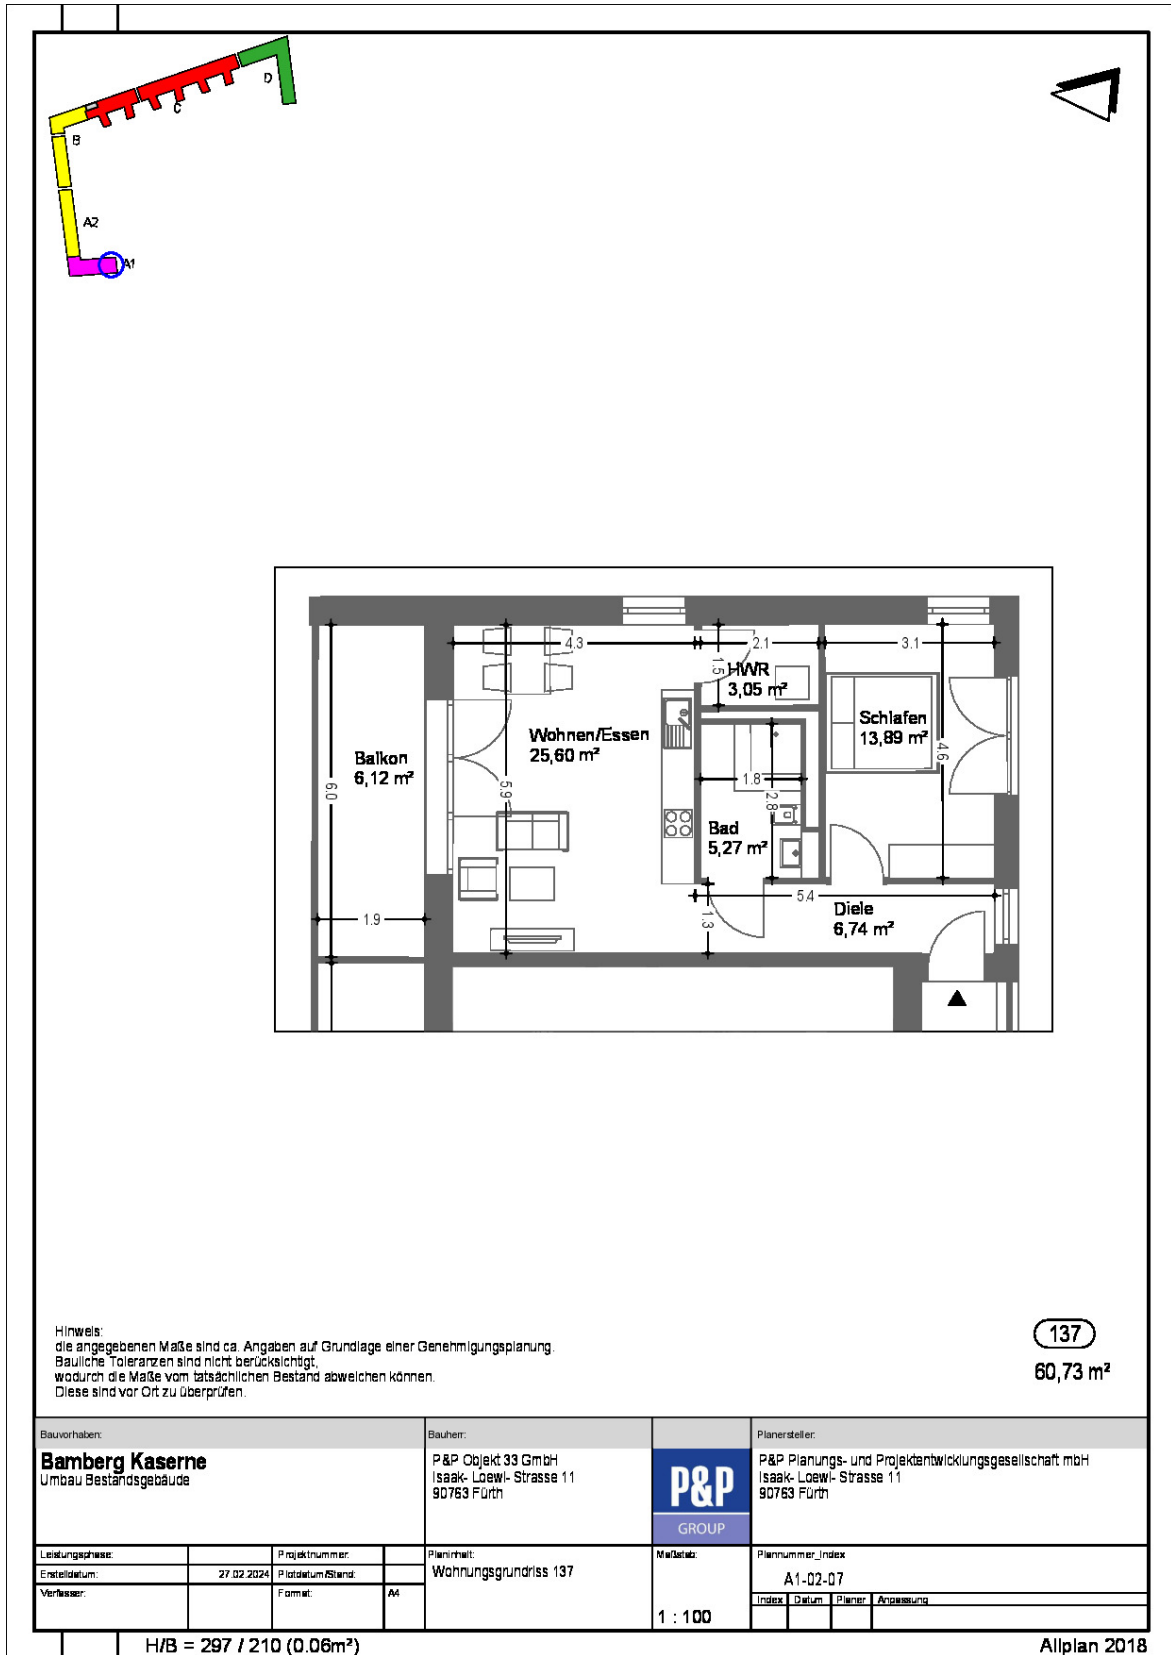 D
C
B
A2
A1
4.3
2.1
3.1
1.5
HWR
3,05 m²
Schlafen
13,89 m²
4.6
Wohnen/Essen
25,60 m²
Balkon
6,12 m²
6.0
5.9
1.8
2.8
Bad
5,27 m²
5.4
1.9
1.3
Diele
6,74 m²
Hinweis:
die angegebenen Maße sind ca. Angaben auf Grundlage einer Genehmigungsplanung.
Bauliche Toleranzen sind nicht berücksichtigt,
wodurch die Maße vom tatsächlichen Bestand abweichen können.
Diese sind vor Ort zu überprüfen.
137
60,73 m²
Bauvorhaben:
Bamberg Kaserne
Umbau Bestandsgebäude
Bauherr:
P&P Objekt 33 GmbH
Isaak- Loewi- Strasse 11
90763 Fürth
P&P
GROUP
Planersteller:
P&P Planungs- und Projektentwicklungsgesellschaft mbH
Isaak- Loewi- Strasse 11
90763 Fürth
Leistungsphase:
Projektnummer:
Erstelldatum: 27.02.2024 Plotdatum/Stand:
Verfasser: Format: A4
Planinhalt:
Wohnungsgrundriss 137
Maßstab:
1 : 100
Plannummer_Index
A1-02-07
Index Datum Planer Anpassung
H/B = 297 / 210 (0.06m²)
Allplan 2018